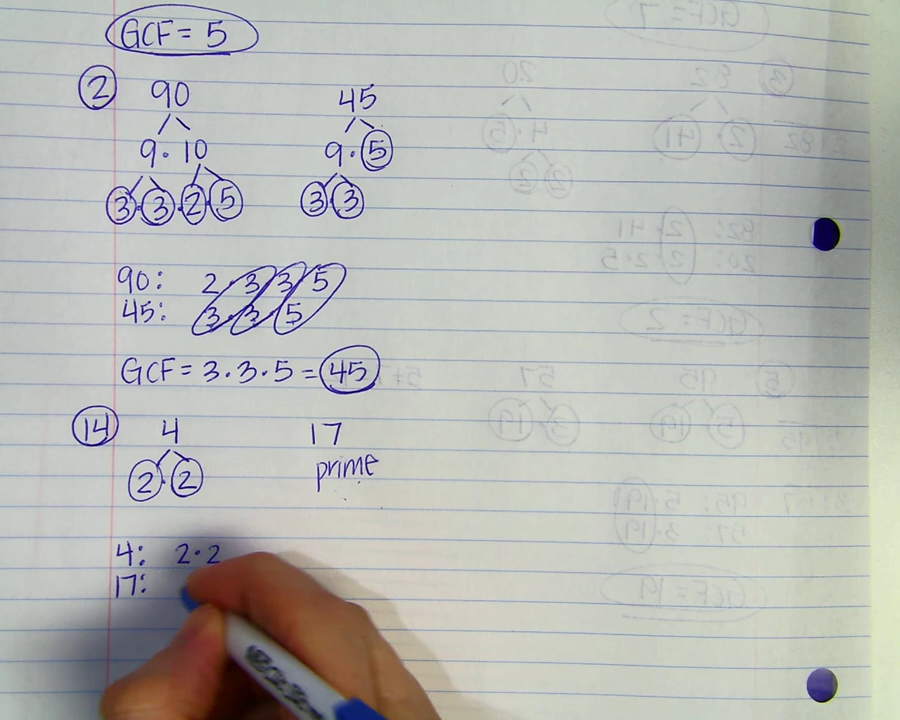 GCF = 5
2 90 45
9 · 10 9 · 5
3 · 3 · 2 · 5 3 · 3
90: 2 · 3 · 3 · 5
45: 3 · 3 · 5
GCF = 3 · 3 · 5 = 45
14 4 17
2 · 2 prime
4: 2 · 2
17: